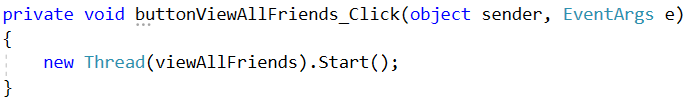 private void buttonViewAllFriends_Click(object sender, EventArgs e)
{
    new Thread(viewAllFriends).Start();
}